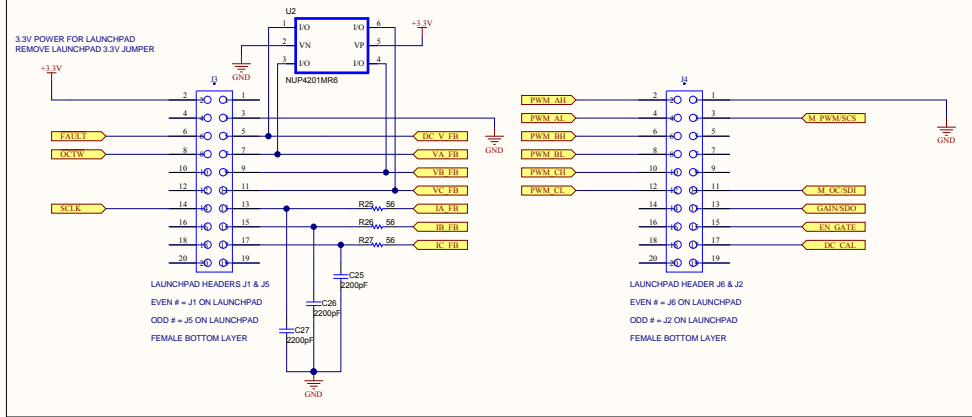 U2
1 I/O I/O 6
2 VN VP 5
3 I/O I/O 4
NUP4201MR6
+3.3V
GND
3.3V POWER FOR LAUNCHPAD
REMOVE LAUNCHPAD 3.3V JUMPER
+3.3V
J3
2 1
4 3
6 5
8 7
10 9
12 11
14 13
16 15
18 17
20 19
FAULT
OCTW
SCLK
GND
DC_V_FB
VA_FB
VB_FB
VC_FB
R25 56 IA_FB
R26 56 IB_FB
R27 56 IC_FB
C25
2200pF
C26
2200pF
C27
2200pF
GND
LAUNCHPAD HEADERS J1 & J5
EVEN # = J1 ON LAUNCHPAD
ODD # = J5 ON LAUNCHPAD
FEMALE BOTTOM LAYER
J4
PWM_AH 2 1
PWM_AL 4 3 M_PWM/SCS
PWM_BH 6 5
PWM_BL 8 7
PWM_CH 10 9
PWM_CL 12 11 M_OC/SDI
14 13 GAIN/SDO
16 15 EN_GATE
18 17 DC_CAL
20 19
GND
LAUNCHPAD HEADER J6 & J2
EVEN # = J6 ON LAUNCHPAD
ODD # = J2 ON LAUNCHPAD
FEMALE BOTTOM LAYER